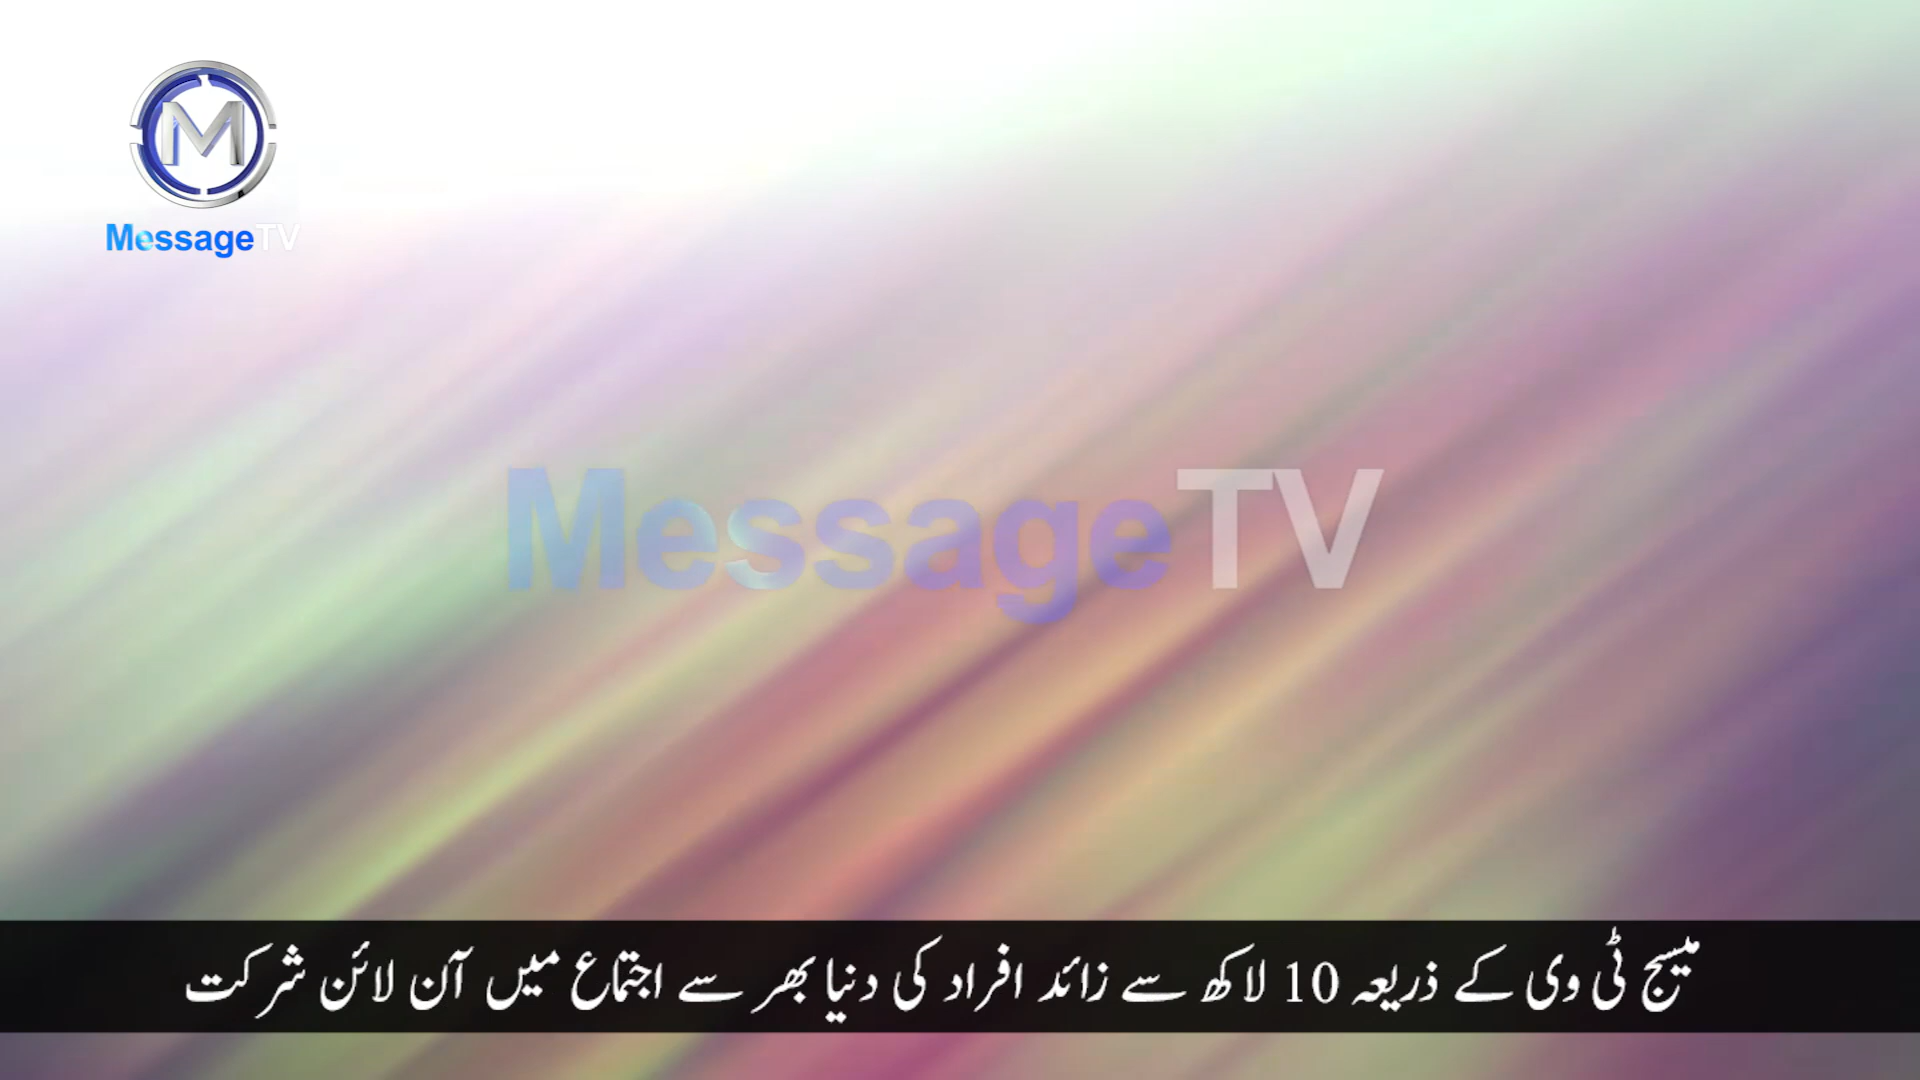 M
MessageTV
MessageTV
میسج ٹی وی کے ذریعہ 10 لاکھ سے زائد افراد کی دنیا بھر سے اجتماع میں آن لائن شرکت